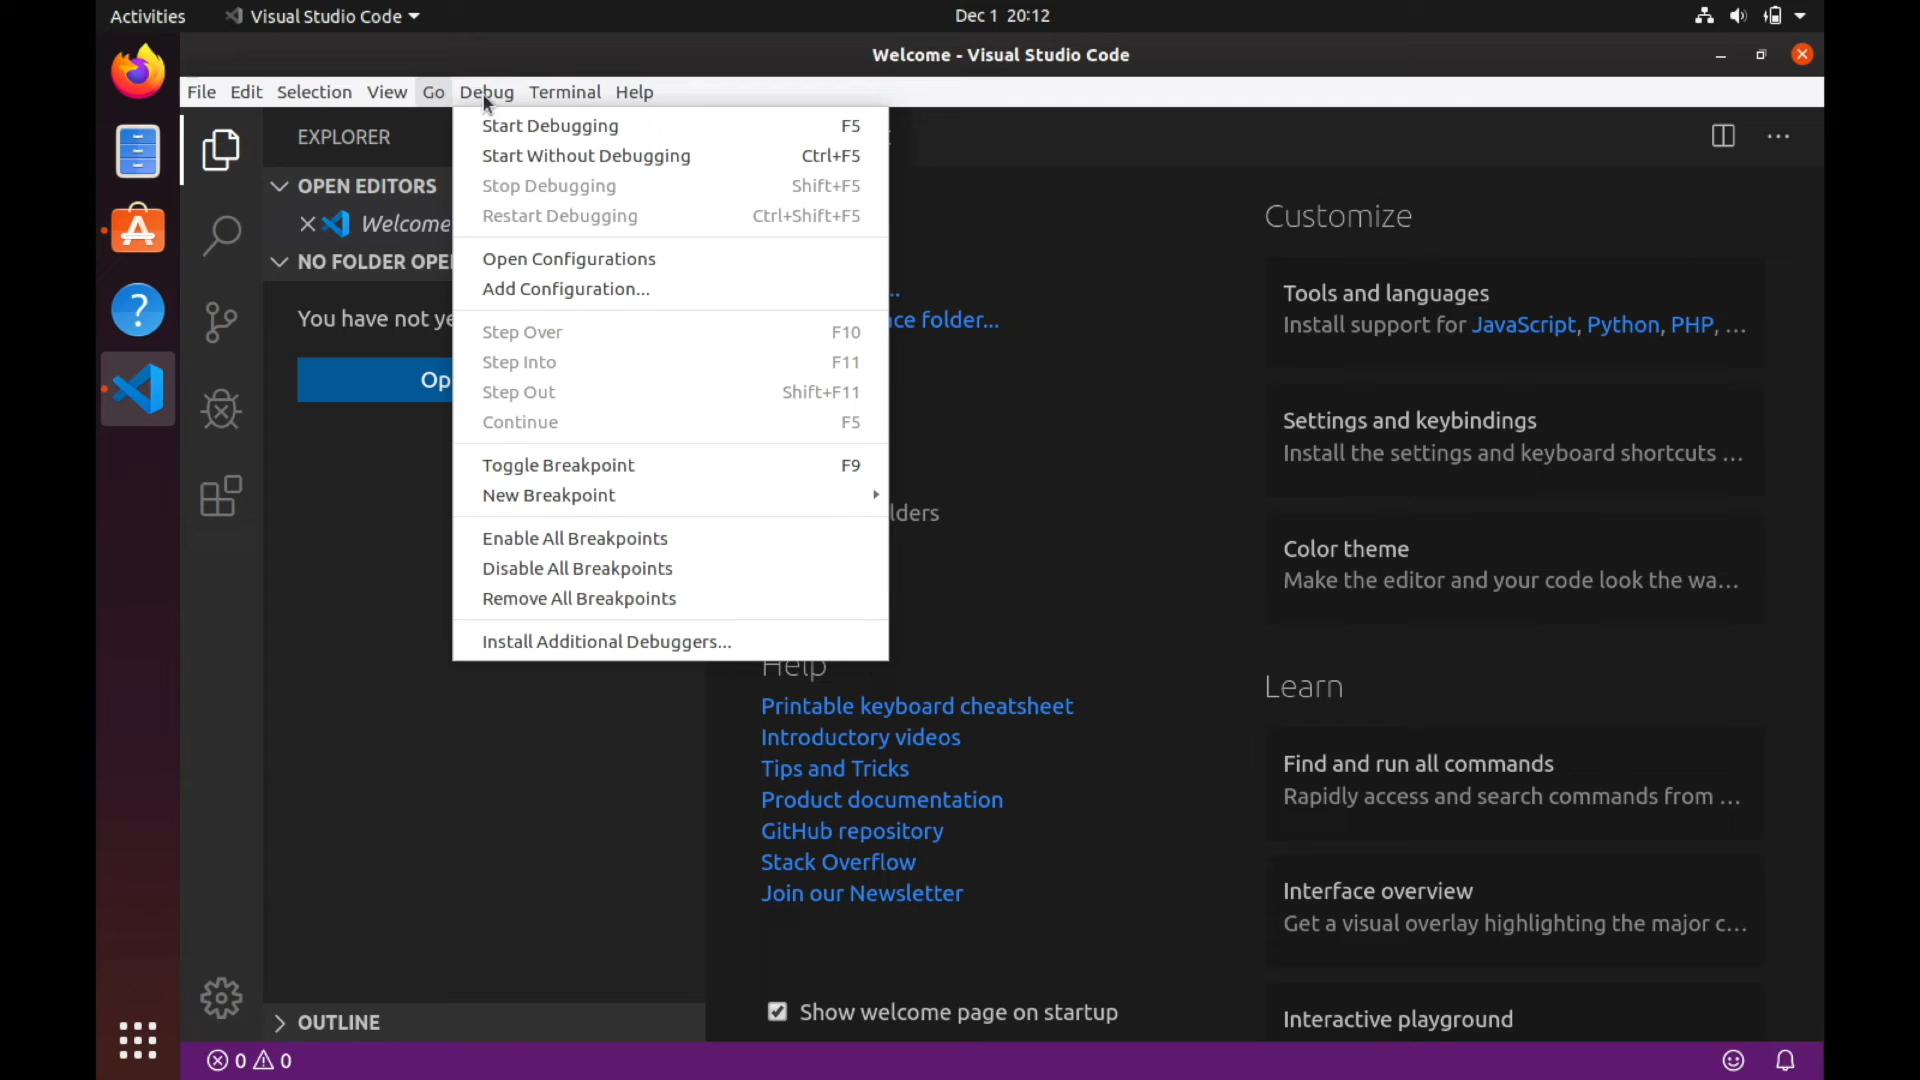 Activities
Visual Studio Code
Dec 1 20:12
Welcome - Visual Studio Code
File Edit Selection View Go Debug Terminal Help
EXPLORER
OPEN EDITORS
Welcome
NO FOLDER OPE
You have not ye
Op
Start Debugging F5
Start Without Debugging Ctrl+F5
Stop Debugging Shift+F5
Restart Debugging Ctrl+Shift+F5
Open Configurations
Add Configuration...
Step Over F10
Step Into F11
Step Out Shift+F11
Continue F5
Toggle Breakpoint F9
New Breakpoint
Enable All Breakpoints
Disable All Breakpoints
Remove All Breakpoints
Install Additional Debuggers...
..
ce folder...
lders
Help
Printable keyboard cheatsheet
Introductory videos
Tips and Tricks
Product documentation
GitHub repository
Stack Overflow
Join our Newsletter
Show welcome page on startup
Customize
Tools and languages
Install support for JavaScript, Python, PHP, ...
Settings and keybindings
Install the settings and keyboard shortcuts ...
Color theme
Make the editor and your code look the wa...
Learn
Find and run all commands
Rapidly access and search commands from ...
Interface overview
Get a visual overlay highlighting the major c...
Interactive playground
OUTLINE
0 0